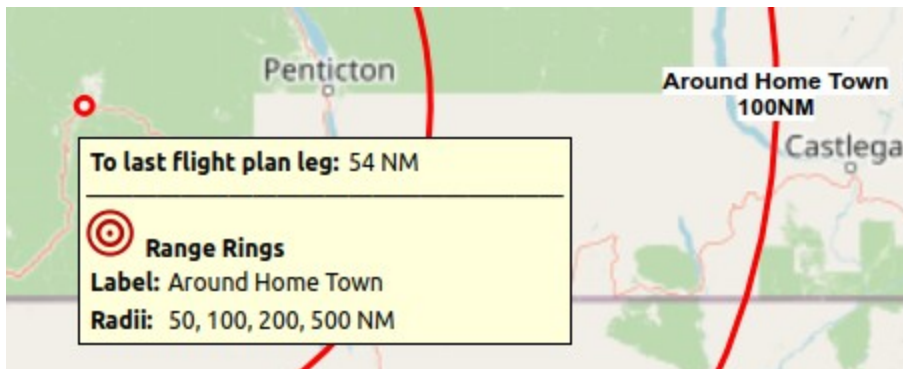 Penticton
Around Home Town
100NM
Castlega
To last flight plan leg: 54 NM
Range Rings
Label: Around Home Town
Radii: 50, 100, 200, 500 NM